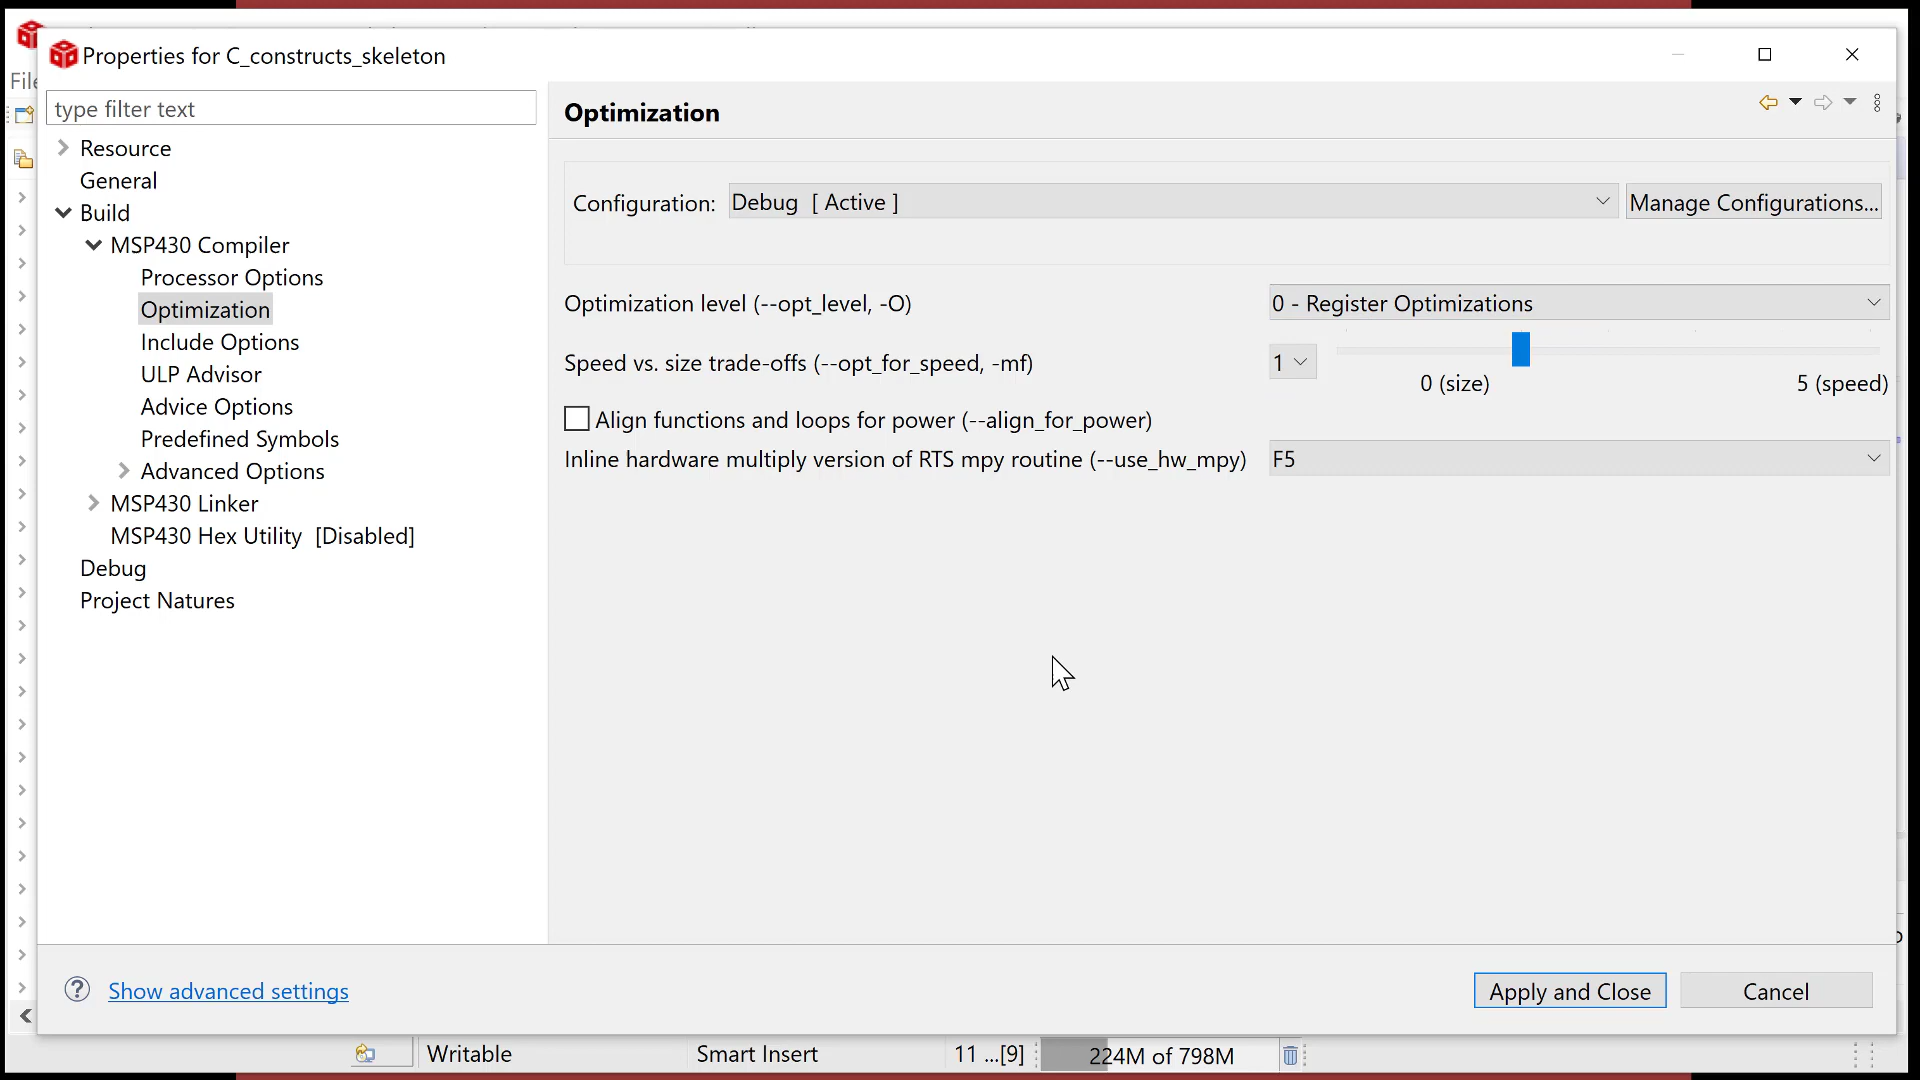 Properties for C_constructs_skeleton
File
type filter text
Resource
General
Build
MSP430 Compiler
Processor Options
Optimization
Include Options
ULP Advisor
Advice Options
Predefined Symbols
Advanced Options
MSP430 Linker
MSP430 Hex Utility [Disabled]
Debug
Project Natures
Optimization
Configuration: Debug [ Active ] Manage Configurations...
Optimization level (--opt_level, -O) 0 - Register Optimizations
Speed vs. size trade-offs (--opt_for_speed, -mf) 1
0 (size) 5 (speed)
Align functions and loops for power (--align_for_power)
Inline hardware multiply version of RTS mpy routine (--use_hw_mpy) F5
Show advanced settings
Apply and Close Cancel
Writable Smart Insert 11 ...[9] 224M of 798M